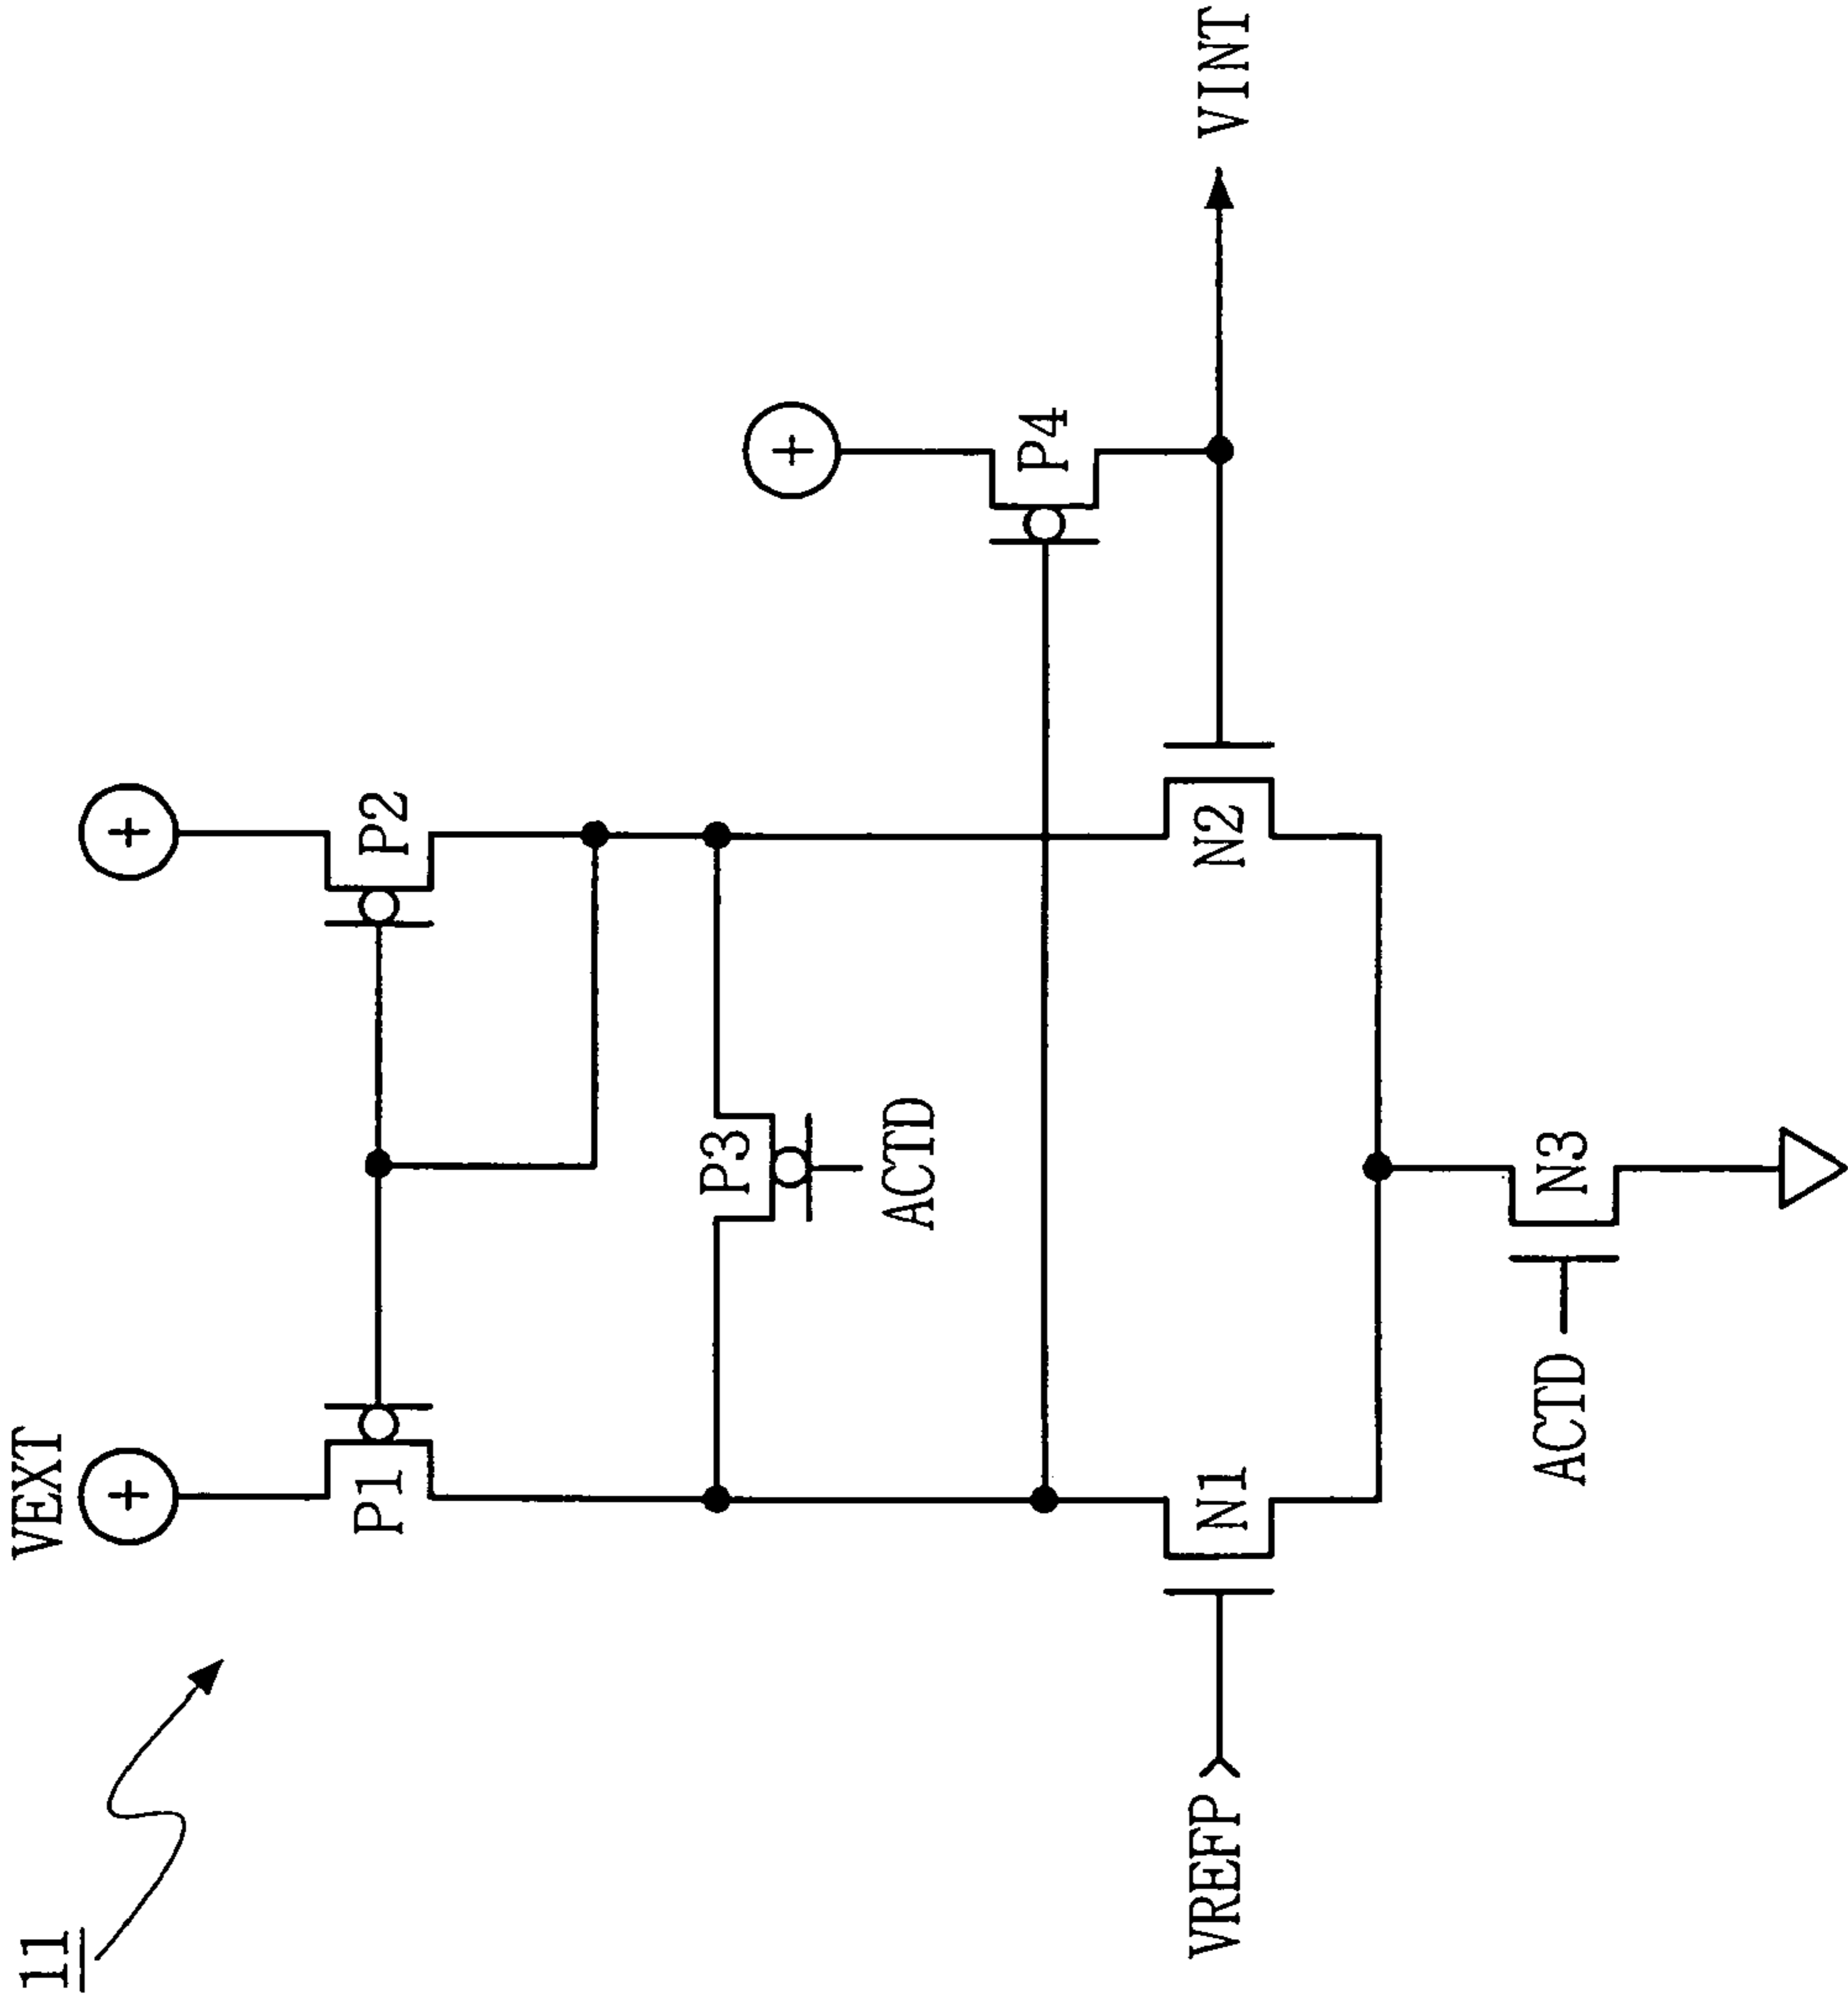 11
VEXT
P1
P2
P3
ACTD
P4
VREFP
N1
N2
VINT
ACTD
N3